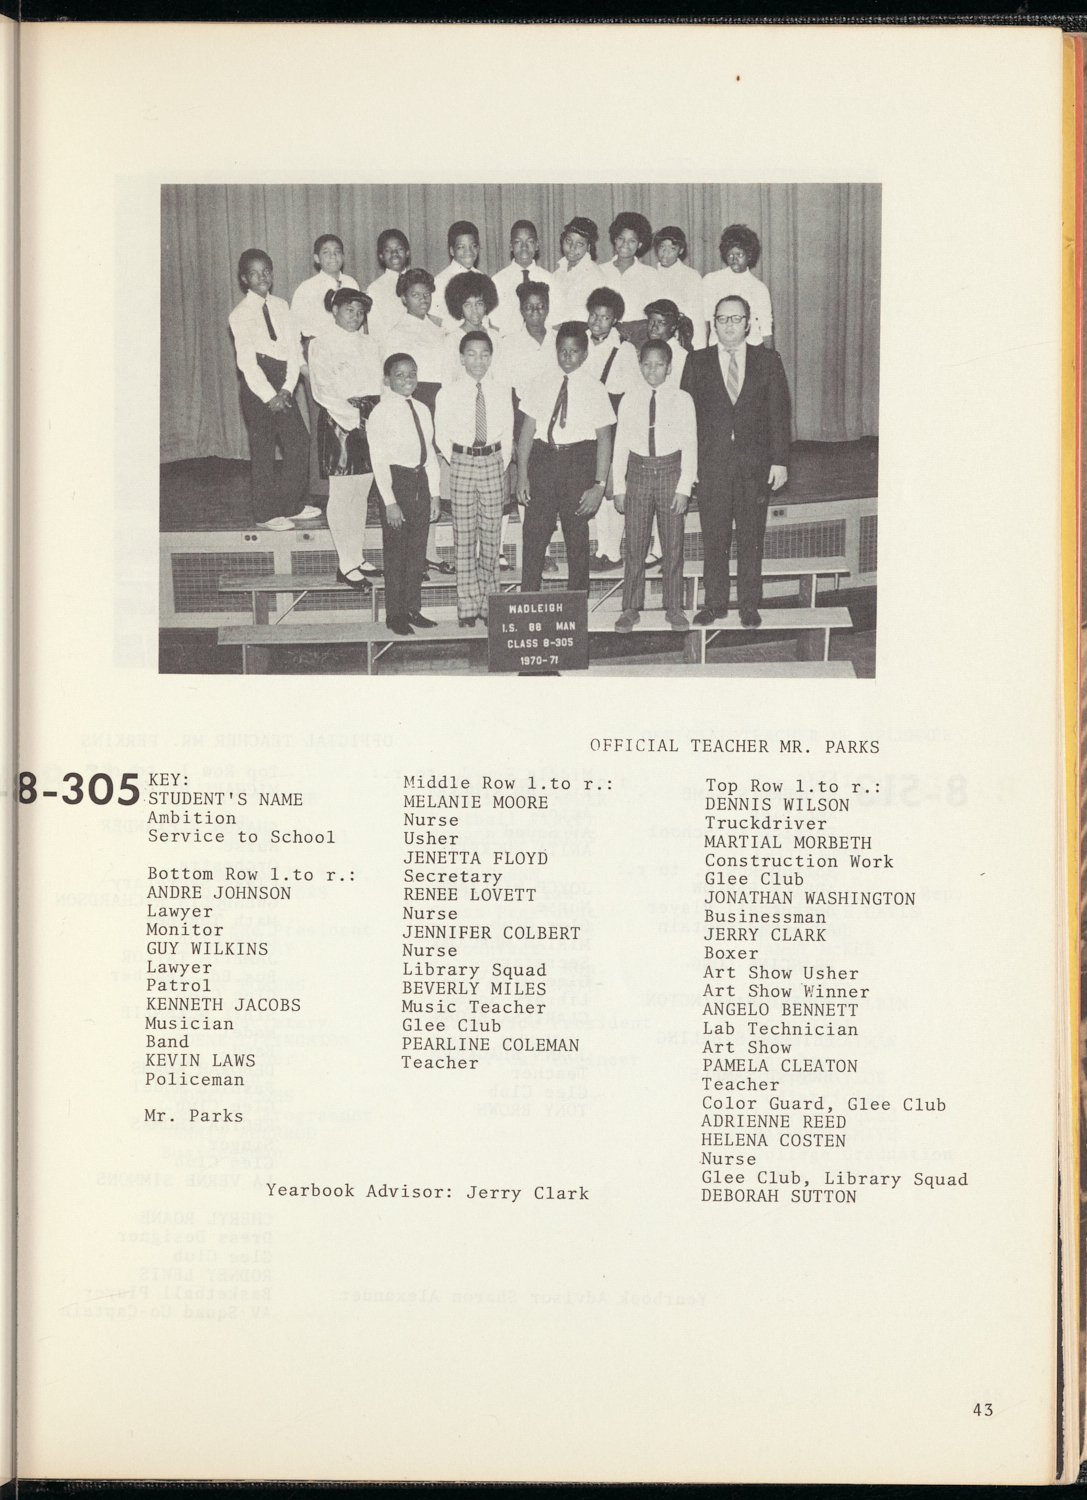 WADLEIGH
I.S. 88 MAN
CLASS 8-305
1970-71
OFFICIAL TEACHER MR. PARKS
8-305
KEY:
STUDENT'S NAME
Ambition
Service to School
Bottom Row l.to r.:
ANDRE JOHNSON
Lawyer
Monitor
GUY WILKINS
Lawyer
Patrol
KENNETH JACOBS
Musician
Band
KEVIN LAWS
Policeman
Mr. Parks
Middle Row l.to r.:
MELANIE MOORE
Nurse
Usher
JENETTA FLOYD
Secretary
RENEE LOVETT
Nurse
JENNIFER COLBERT
Nurse
Library Squad
BEVERLY MILES
Music Teacher
Glee Club
PEARLINE COLEMAN
Teacher
Top Row l.to r.:
DENNIS WILSON
Truckdriver
MARTIAL MORBETH
Construction Work
Glee Club
JONATHAN WASHINGTON
Businessman
JERRY CLARK
Boxer
Art Show Usher
Art Show Winner
ANGELO BENNETT
Lab Technician
Art Show
PAMELA CLEATON
Teacher
Color Guard, Glee Club
ADRIENNE REED
HELENA COSTEN
Nurse
Glee Club, Library Squad
DEBORAH SUTTON
Yearbook Advisor: Jerry Clark
43